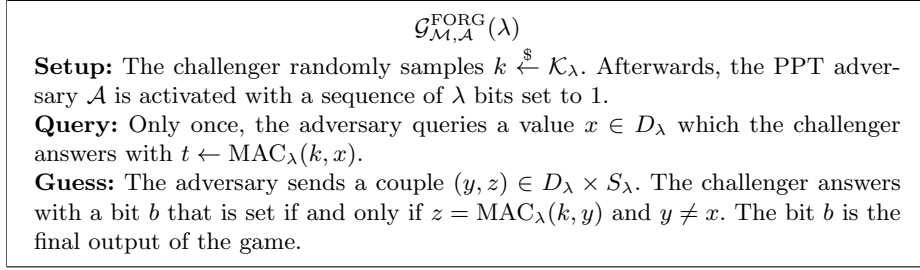 𝒢^FORG_ℳ,𝒜(λ)
Setup: The challenger randomly samples k ←$ 𝒦_λ. Afterwards, the PPT adver-
sary 𝒜 is activated with a sequence of λ bits set to 1.
Query: Only once, the adversary queries a value x ∈ D_λ which the challenger
answers with t ← MAC_λ(k, x).
Guess: The adversary sends a couple (y, z) ∈ D_λ × S_λ. The challenger answers
with a bit b that is set if and only if z = MAC_λ(k, y) and y ≠ x. The bit b is the
final output of the game.